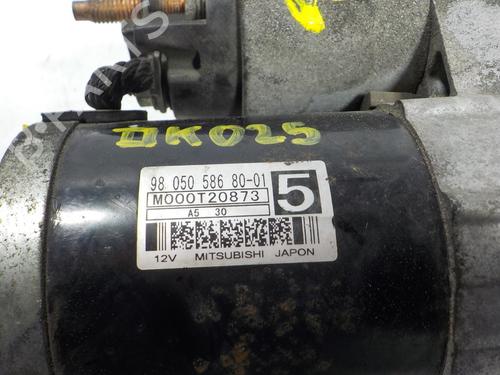 DK025
98 050 586 80-01
M000T20873
5
A5 30
12V MITSUBISHI JAPON